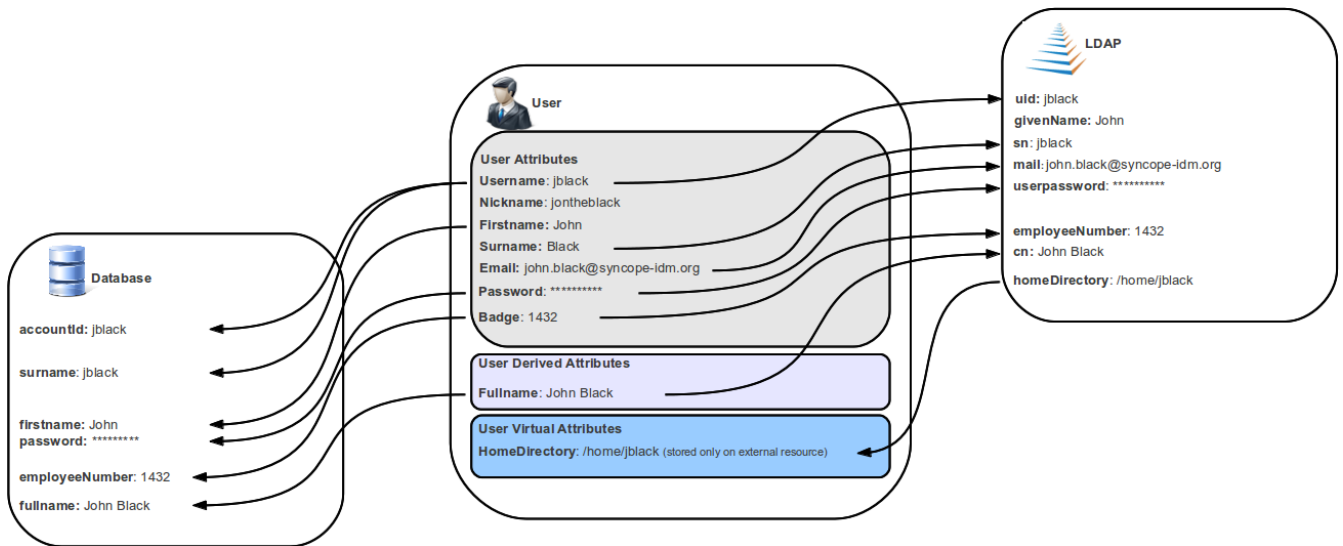 Database
accountId: jblack
surname: jblack
firstname: John
password: *********
employeeNumber: 1432
fullname: John Black
User
User Attributes
Username: jblack
Nickname: jontheblack
Firstname: John
Surname: Black
Email: john.black@syncope-idm.org
Password: **********
Badge: 1432
User Derived Attributes
Fullname: John Black
User Virtual Attributes
HomeDirectory: /home/jblack (stored only on external resource)
LDAP
uid: jblack
givenName: John
sn: jblack
mail:john.black@syncope-idm.org
userpassword: **********
employeeNumber: 1432
cn: John Black
homeDirectory: /home/jblack